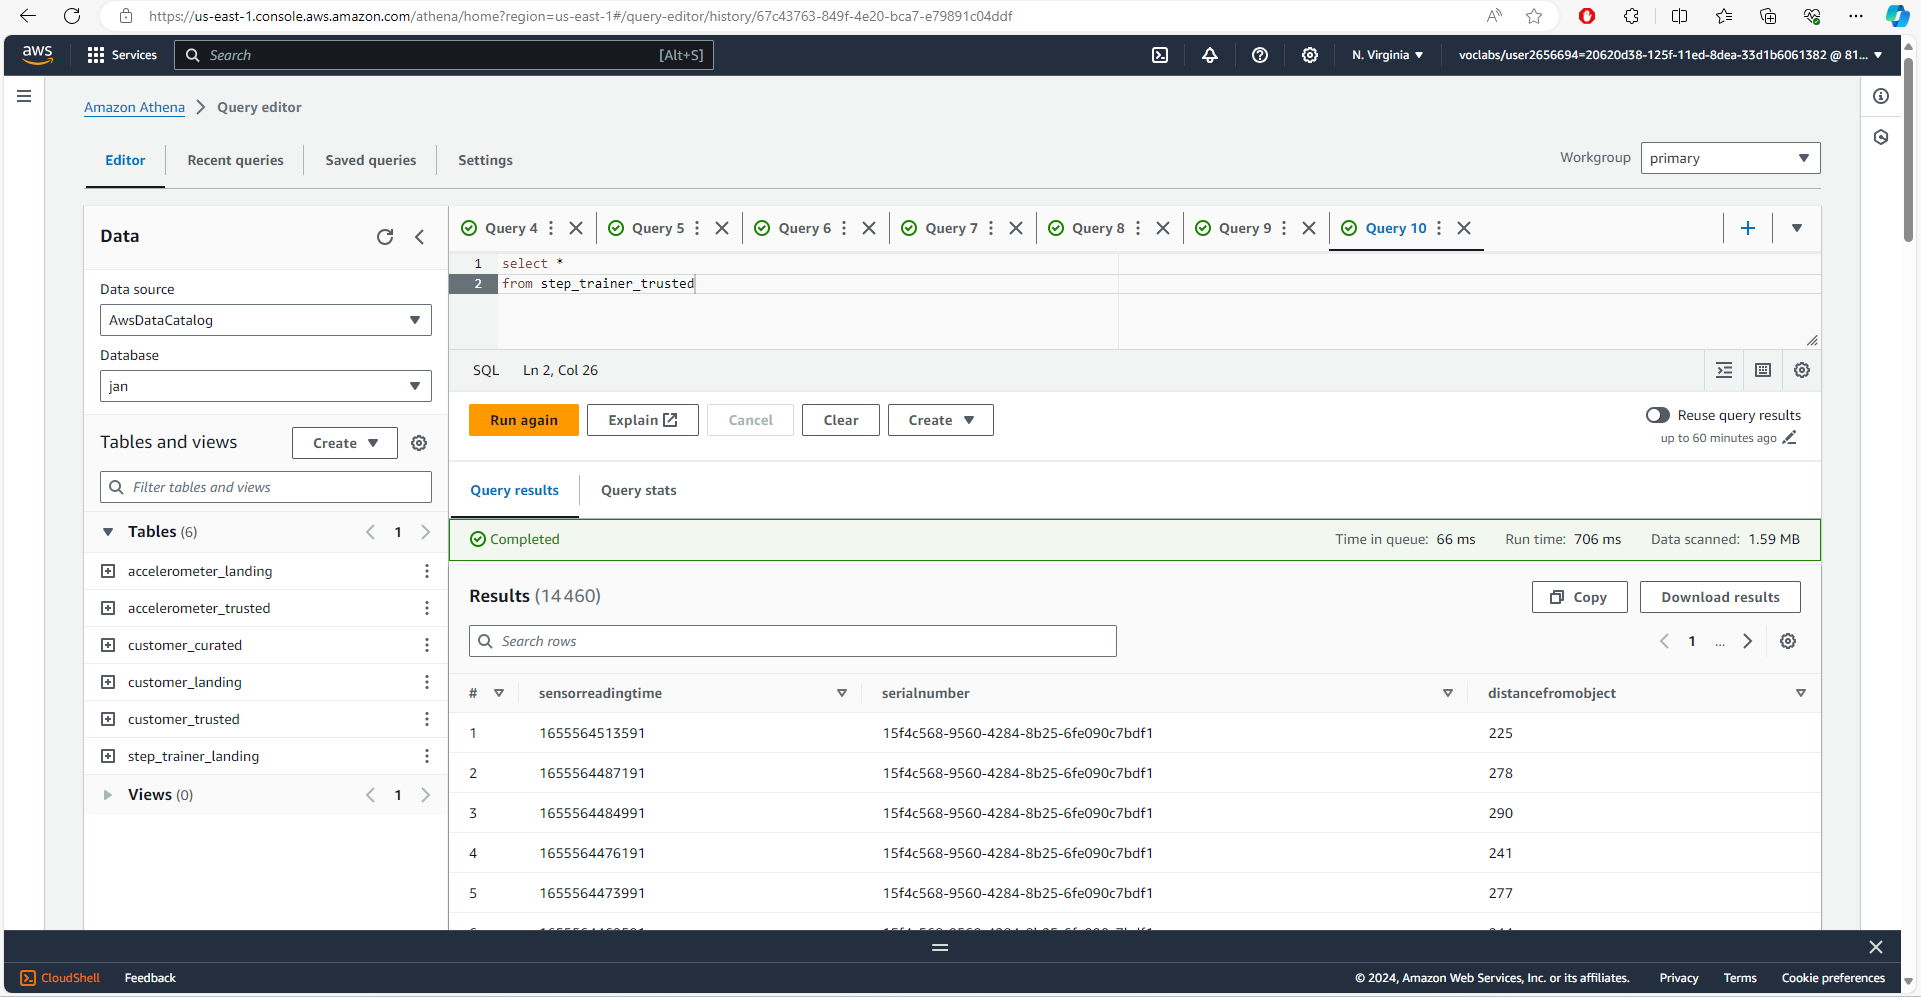 https://us-east-1.console.aws.amazon.com/athena/home?region=us-east-1#/query-editor/history/67c43763-849f-4e20-bca7-e79891c04ddf
aws Services Search [Alt+S] N. Virginia voclabs/user2656694=20620d38-125f-11ed-8dea-33d1b6061382 @ 81...
Amazon Athena Query editor
Editor Recent queries Saved queries Settings
Workgroup primary
Data
Data source
AwsDataCatalog
Database
jan
Tables and views Create
Filter tables and views
Tables (6) 1
accelerometer_landing
accelerometer_trusted
customer_curated
customer_landing
customer_trusted
step_trainer_landing
Views (0) 1
Query 4 Query 5 Query 6 Query 7 Query 8 Query 9 Query 10
1 select *
2 from step_trainer_trusted
SQL Ln 2, Col 26
Run again Explain Cancel Clear Create
Reuse query results
up to 60 minutes ago
Query results Query stats
Completed Time in queue: 66 ms Run time: 706 ms Data scanned: 1.59 MB
Results (14460) Copy Download results
Search rows 1 ...
# sensorreadingtime serialnumber distancefromobject
1 1655564513591 15f4c568-9560-4284-8b25-6fe090c7bdf1 225
2 1655564487191 15f4c568-9560-4284-8b25-6fe090c7bdf1 278
3 1655564484991 15f4c568-9560-4284-8b25-6fe090c7bdf1 290
4 1655564476191 15f4c568-9560-4284-8b25-6fe090c7bdf1 241
5 1655564473991 15f4c568-9560-4284-8b25-6fe090c7bdf1 277
CloudShell Feedback © 2024, Amazon Web Services, Inc. or its affiliates. Privacy Terms Cookie preferences